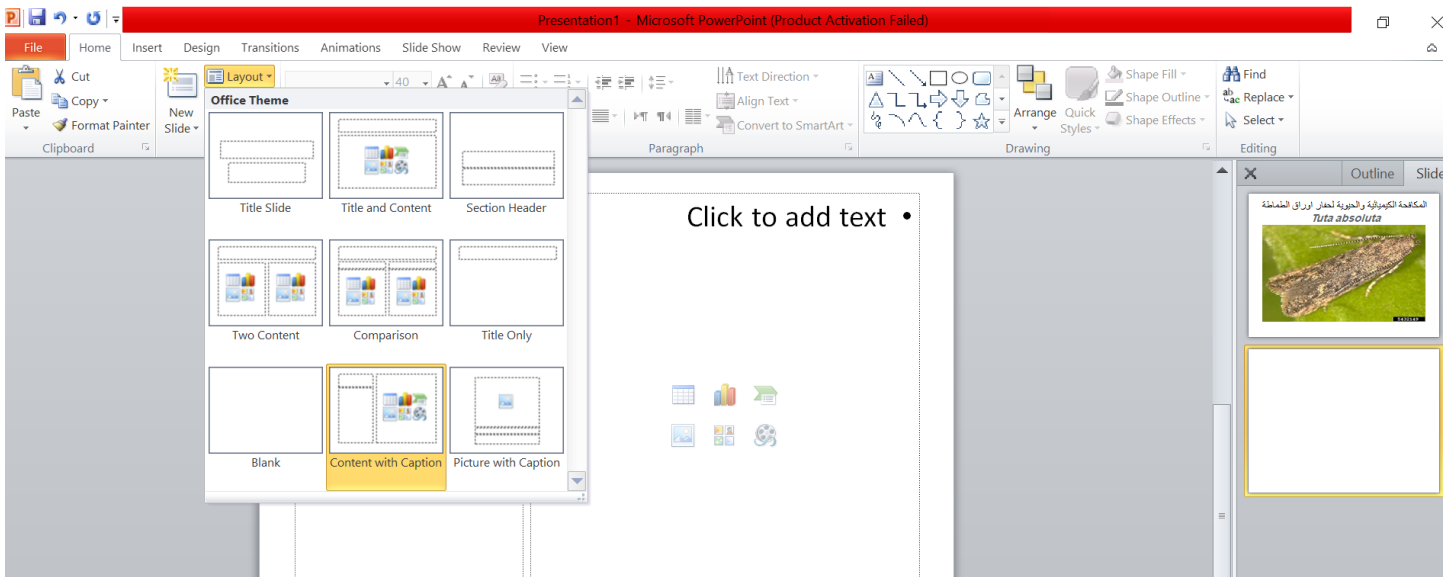 Presentation1 - Microsoft PowerPoint (Product Activation Failed)
File Home Insert Design Transitions Animations Slide Show Review View
Paste
Cut
Copy
Format Painter
Clipboard
New Slide
Layout
40
Text Direction
Align Text
Convert to SmartArt
Paragraph
Arrange
Quick Styles
Shape Fill
Shape Outline
Shape Effects
Drawing
Find
Replace
Select
Editing
Office Theme
Title Slide
Title and Content
Section Header
Two Content
Comparison
Title Only
Blank
Content with Caption
Picture with Caption
Click to add text •
Outline Slide
المكافحة الكيميائية والحيوية لحفار اوراق الطماطة
Tuta absoluta